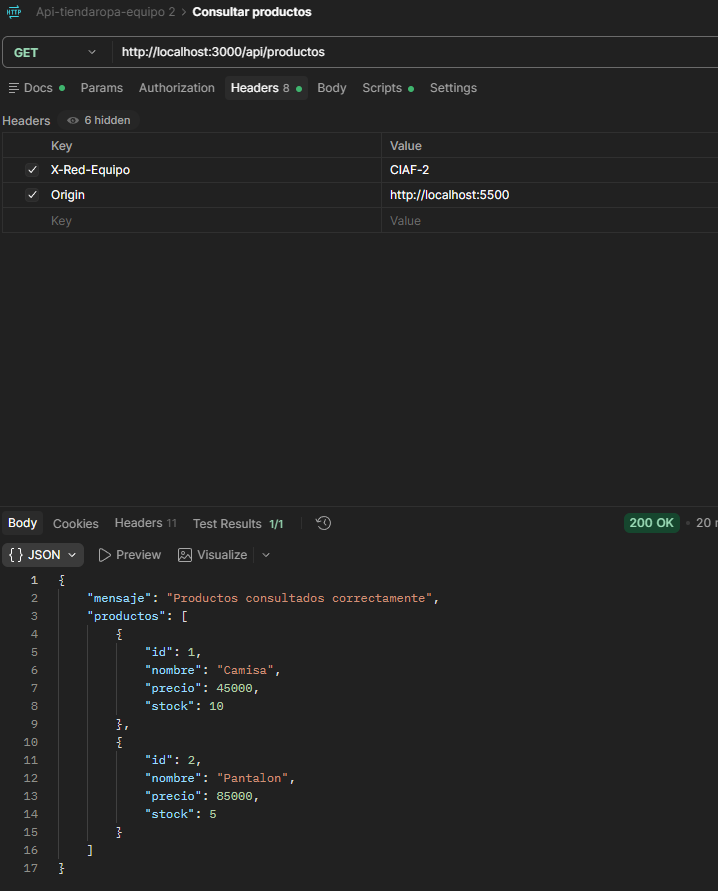 HTTP Api-tiendaropa-equipo 2 > Consultar productos
GET http://localhost:3000/api/productos
Docs Params Authorization Headers 8 Body Scripts Settings
Headers 6 hidden
Key Value
X-Red-Equipo CIAF-2
Origin http://localhost:5500
Key Value
Body Cookies Headers 11 Test Results 1/1 200 OK • 20
{} JSON Preview Visualize
1 {
2 "mensaje": "Productos consultados correctamente",
3 "productos": [
4 {
5 "id": 1,
6 "nombre": "Camisa",
7 "precio": 45000,
8 "stock": 10
9 },
10 {
11 "id": 2,
12 "nombre": "Pantalon",
13 "precio": 85000,
14 "stock": 5
15 }
16 ]
17 }